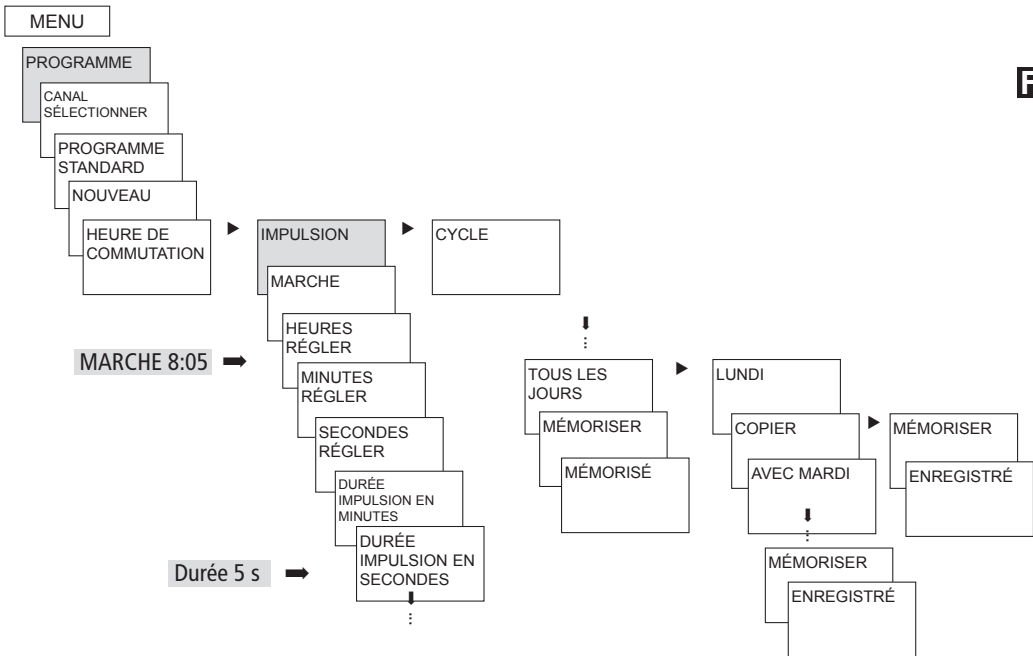 MENU
PROGRAMME
CANAL
SÉLECTIONNER
PROGRAMME
STANDARD
NOUVEAU
HEURE DE
COMMUTATION
IMPULSION
CYCLE
MARCHE
HEURES
RÉGLER
MARCHE 8:05
MINUTES
RÉGLER
SECONDES
RÉGLER
DURÉE
IMPULSION EN
MINUTES
DURÉE
IMPULSION EN
SECONDES
Durée 5 s
TOUS LES
JOURS
MÉMORISER
MÉMORISÉ
LUNDI
COPIER
AVEC MARDI
MÉMORISER
ENREGISTRÉ
MÉMORISER
ENREGISTRÉ